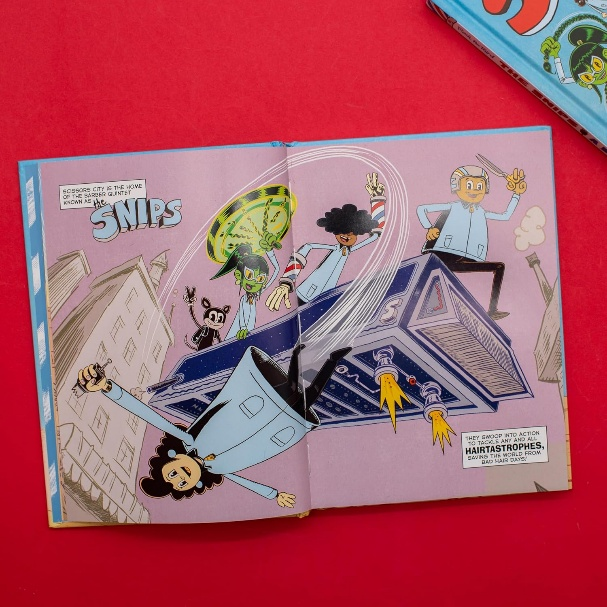 SCISSORS CITY IS THE HOME
OF THE BARBER QUINTET
KNOWN AS the
SNIPS
S
THEY SWOOP INTO ACTION
TO TACKLE ANY AND ALL
HAIRTASTROPHES,
SAVING THE WORLD FROM
BAD HAIR DAYS!